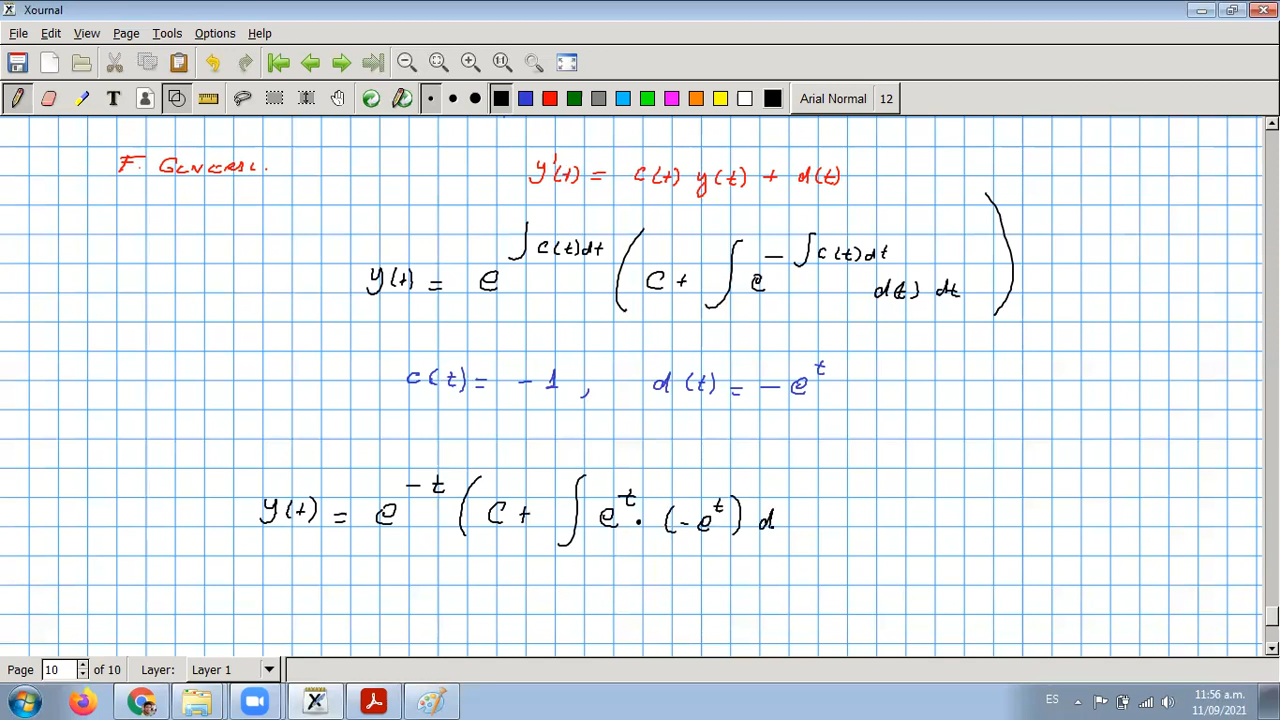 Xournal
File Edit View Page Tools Options Help
Arial Normal 12
F. GENERAL.
y'(t) = c(t) y(t) + d(t)
y(t) = e^{∫c(t)dt} (C + ∫ e^{-∫c(t)dt} d(t) dt)
c(t) = -1, d(t) = -e^t
y(t) = e^{-t} (C + ∫ e^t · (-e^t) d
Page 10 of 10 Layer: Layer 1
ES 11:56 a.m.
11/09/2021